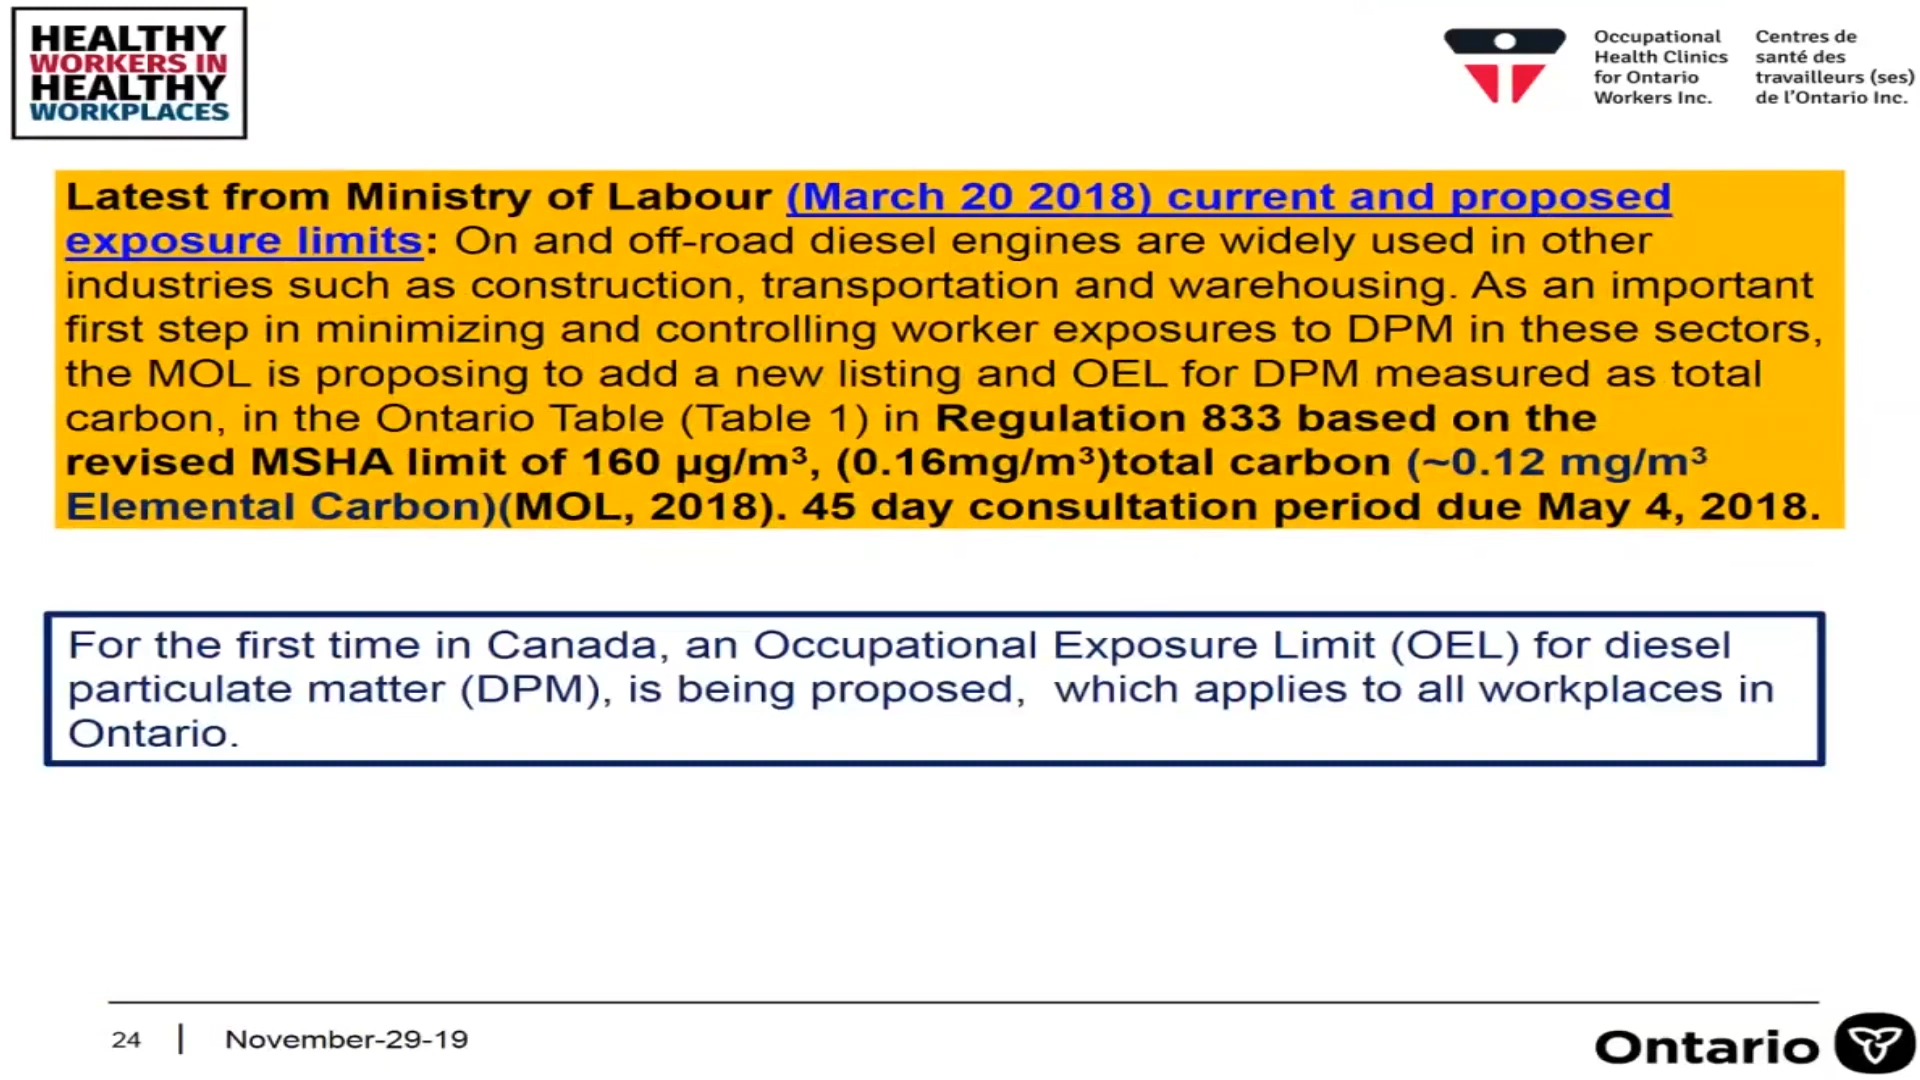 HEALTHY
WORKERS IN
HEALTHY
WORKPLACES
Occupational
Health Clinics
for Ontario
Workers Inc.
Centres de
santé des
travailleurs (ses)
de l'Ontario Inc.
Latest from Ministry of Labour (March 20 2018) current and proposed
exposure limits: On and off-road diesel engines are widely used in other
industries such as construction, transportation and warehousing. As an important
first step in minimizing and controlling worker exposures to DPM in these sectors,
the MOL is proposing to add a new listing and OEL for DPM measured as total
carbon, in the Ontario Table (Table 1) in Regulation 833 based on the
revised MSHA limit of 160 µg/m³, (0.16mg/m³)total carbon (~0.12 mg/m³
Elemental Carbon)(MOL, 2018). 45 day consultation period due May 4, 2018.
For the first time in Canada, an Occupational Exposure Limit (OEL) for diesel
particulate matter (DPM), is being proposed,  which applies to all workplaces in
Ontario.
24 | November-29-19
Ontario